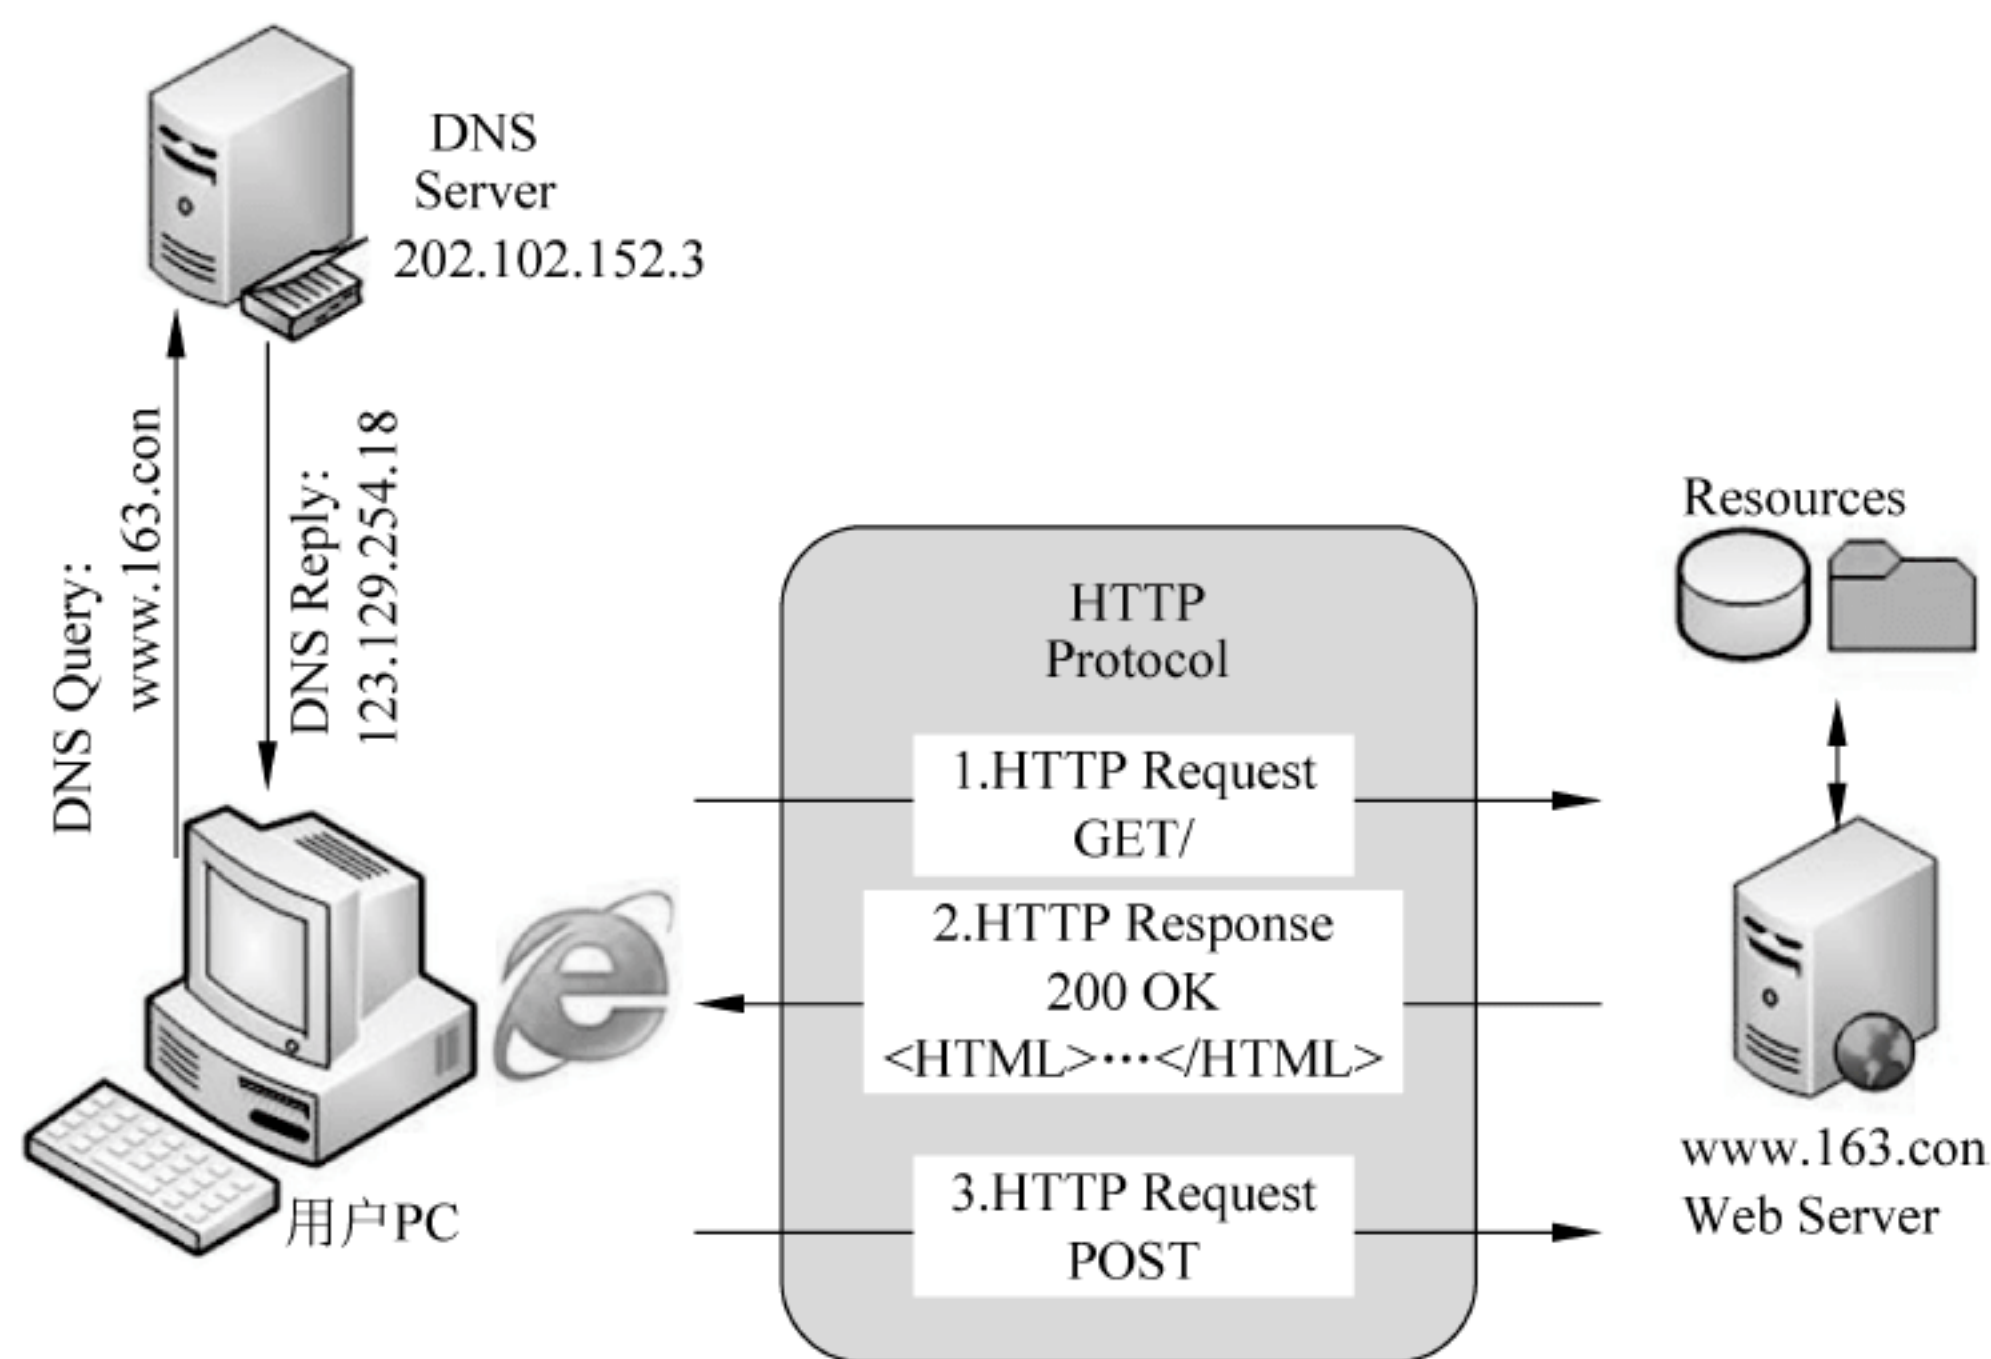 DNS
Server
202.102.152.3
DNS Query:
www.163.con
DNS Reply:
123.129.254.18
HTTP
Protocol
1.HTTP Request
GET/
2.HTTP Response
200 OK
<HTML>···</HTML>
3.HTTP Request
POST
Resources
www.163.con
Web Server
用户PC